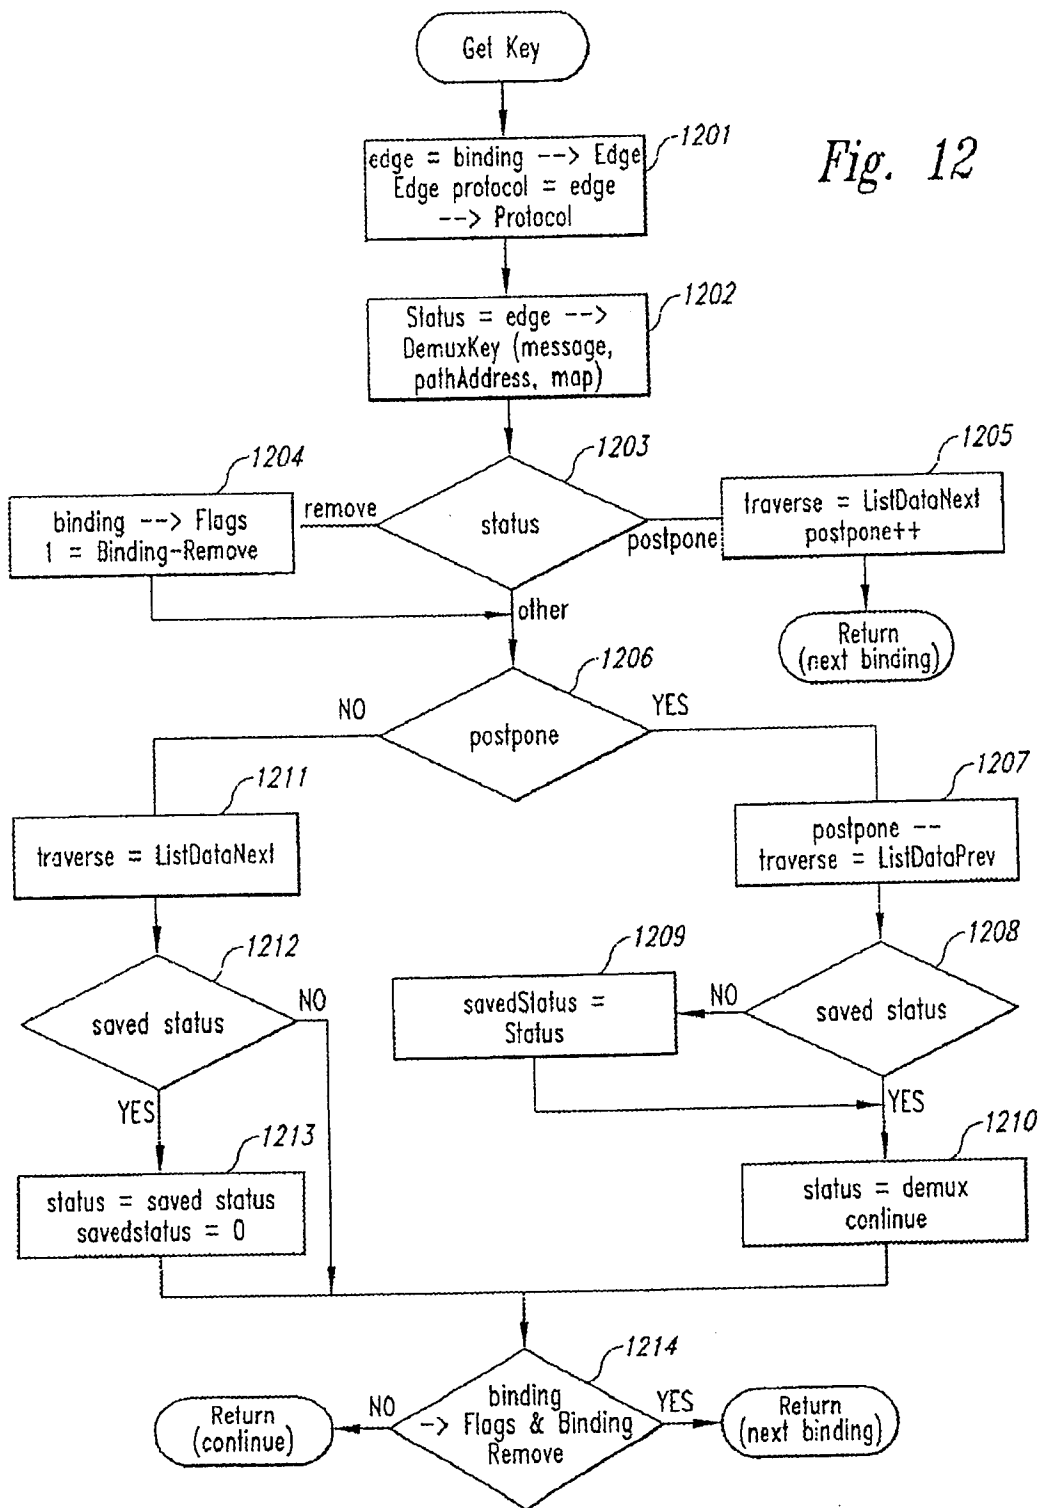 Get Key
Fig. 12
1201
edge = binding --> Edge
Edge protocol = edge
--> Protocol
1202
Status = edge -->
DemuxKey (message,
pathAddress, map)
1203
status
remove
postpone
other
1204
binding --> Flags
1 = Binding-Remove
1205
traverse = ListDataNext
postpone++
Return
(next binding)
1206
postpone
NO
YES
1211
traverse = ListDataNext
1207
postpone --
traverse = ListDataPrev
1212
saved status
NO
YES
1209
savedStatus =
Status
1208
saved status
NO
YES
1213
status = saved status
savedstatus = 0
1210
status = demux
continue
1214
binding
-> Flags & Binding
Remove
NO
YES
Return
(continue)
Return
(next binding)